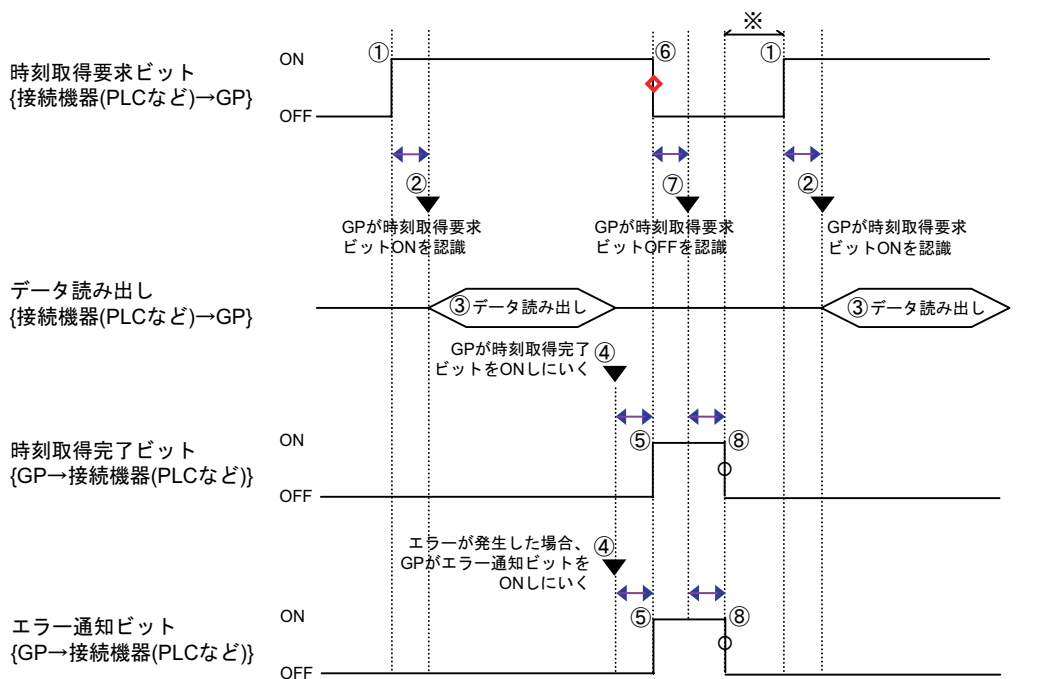 ※
① ⑥ ①
時刻取得要求ビット
{接続機器(PLCなど)→GP}
ON
OFF
② ⑦ ②
GPが時刻取得要求
ビットONを認識
GPが時刻取得要求
ビットOFFを認識
GPが時刻取得要求
ビットONを認識
データ読み出し
{接続機器(PLCなど)→GP}
③データ読み出し
③データ読み出し
GPが時刻取得完了
ビットをONしにいく
④
時刻取得完了ビット
{GP→接続機器(PLCなど)}
ON
OFF
⑤ ⑧
エラーが発生した場合、
GPがエラー通知ビットを
ONしにいく
④
エラー通知ビット
{GP→接続機器(PLCなど)}
ON
OFF
⑤ ⑧